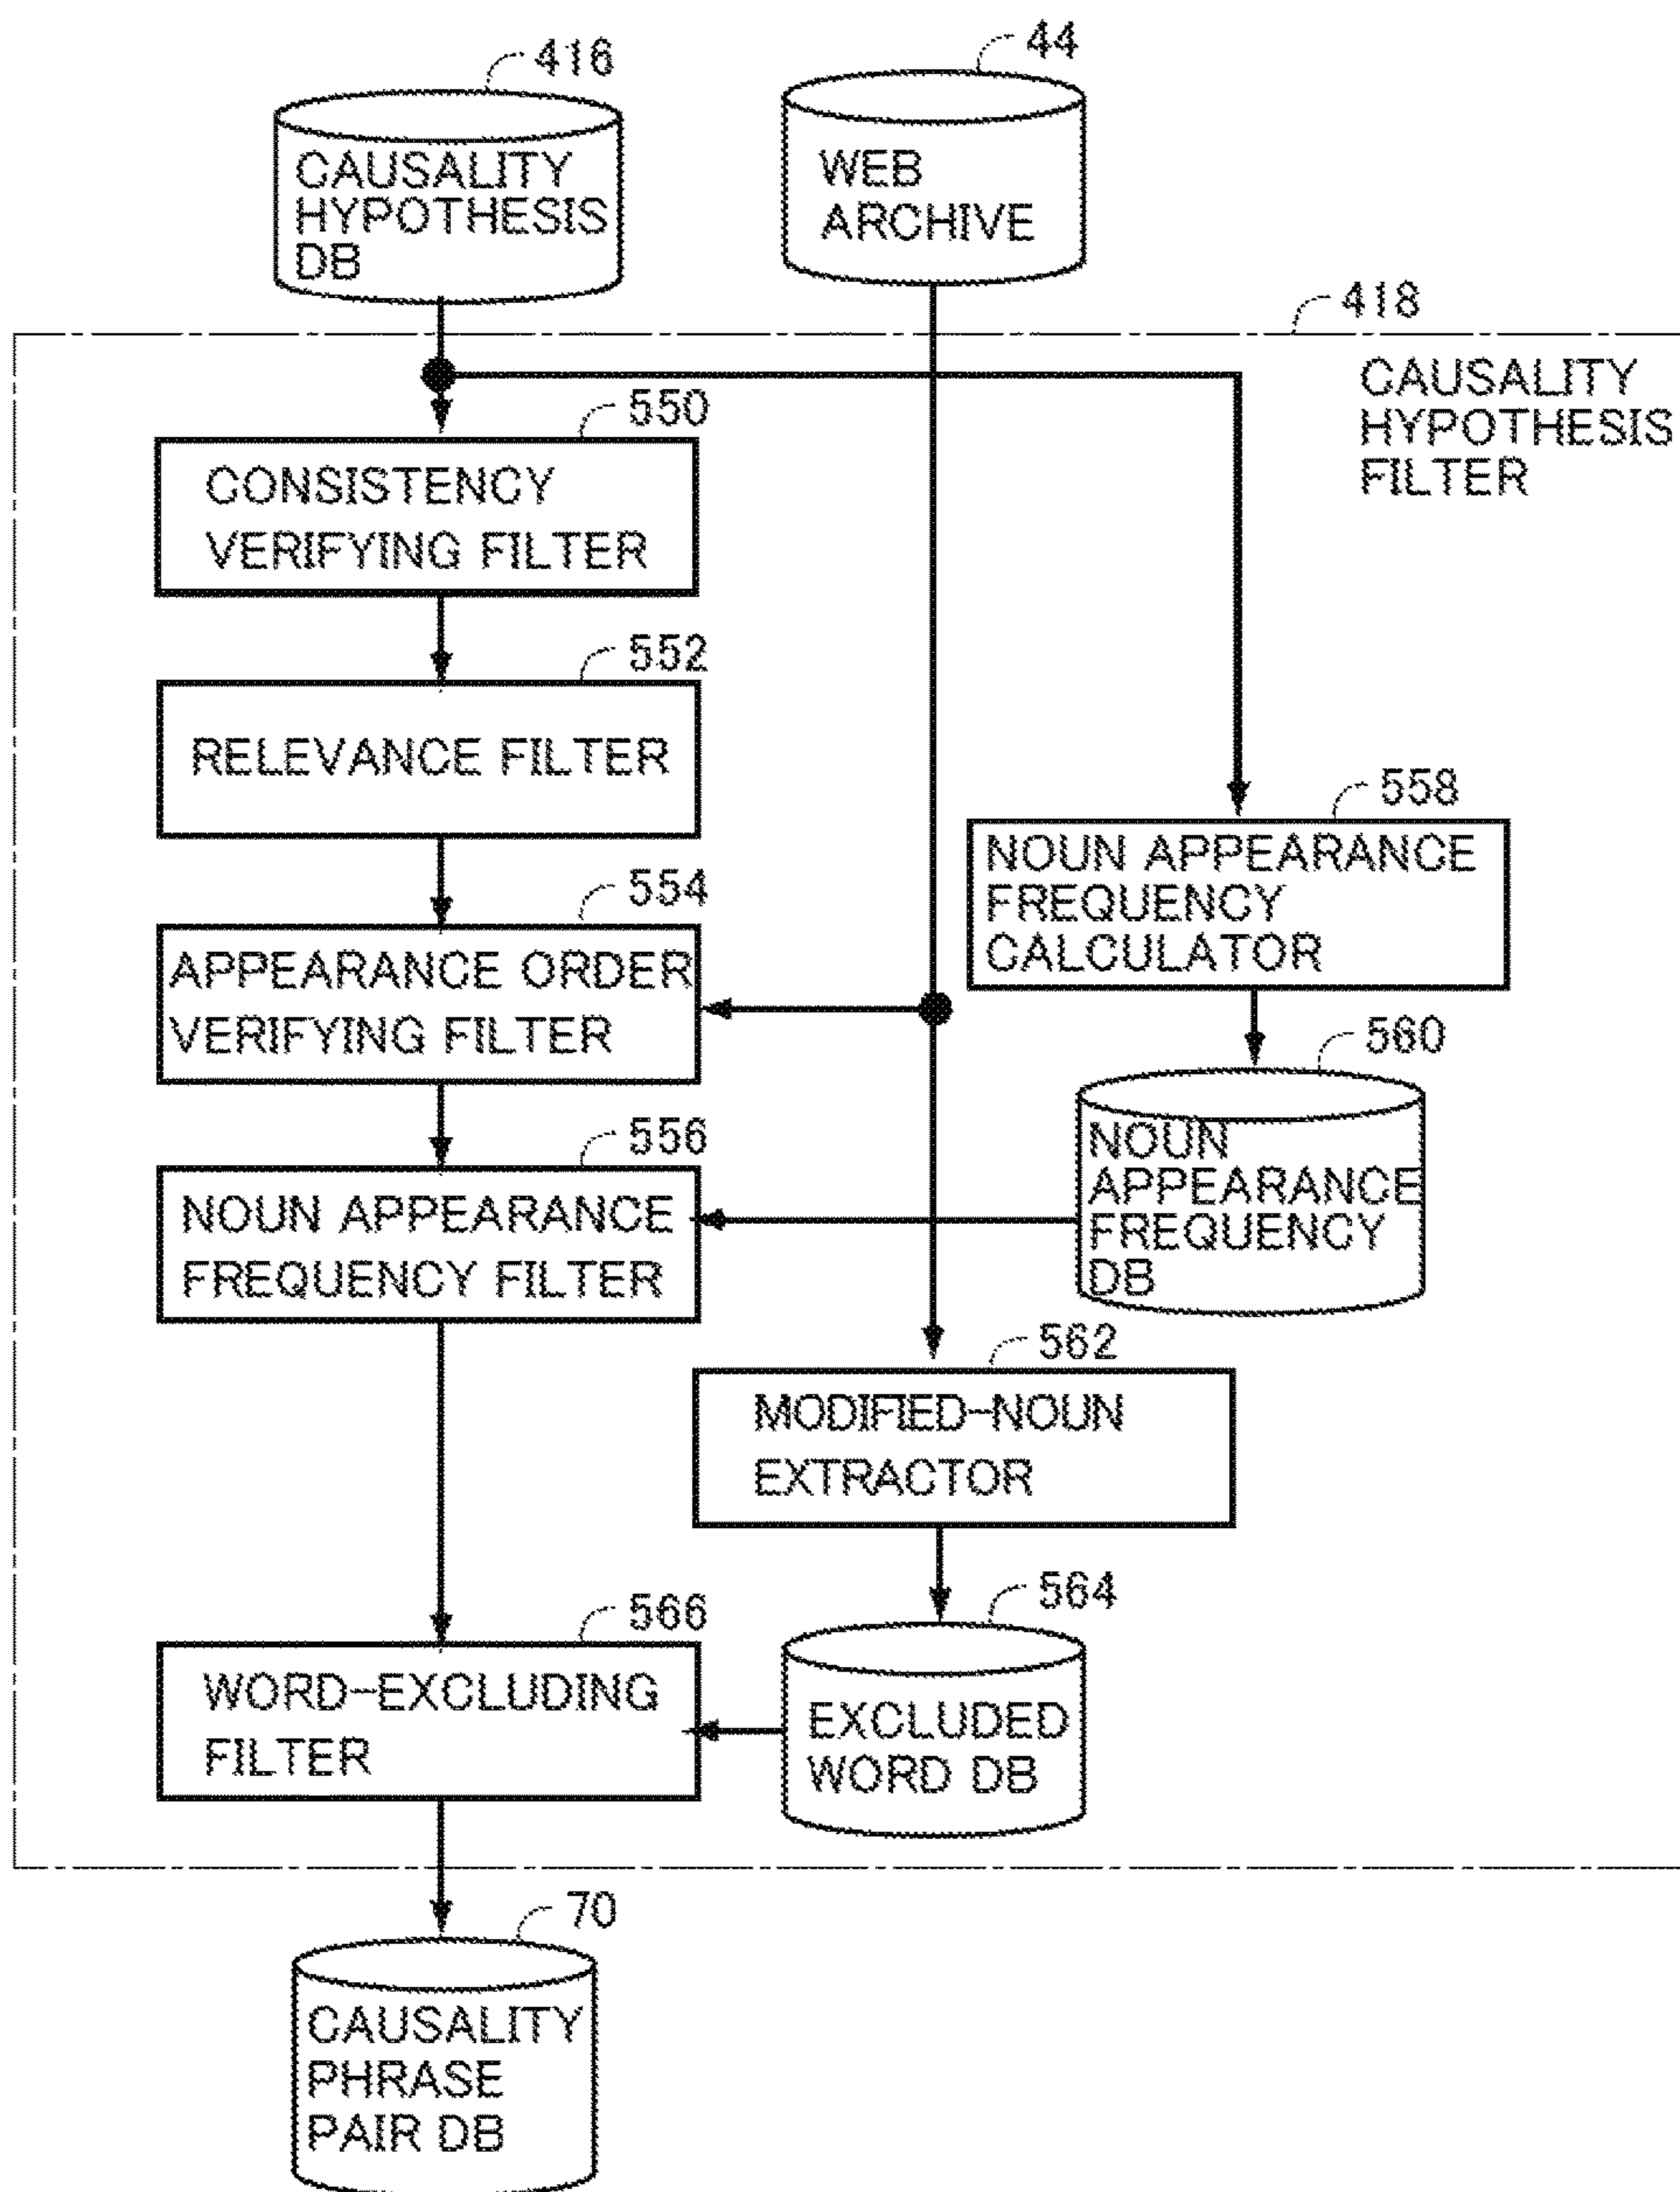 416
44
CAUSALITY
HYPOTHESIS
DB
WEB
ARCHIVE
418
CAUSALITY
HYPOTHESIS
FILTER
550
CONSISTENCY
VERIFYING FILTER
552
RELEVANCE FILTER
558
NOUN APPEARANCE
FREQUENCY
CALCULATOR
554
APPEARANCE ORDER
VERIFYING FILTER
560
NOUN
APPEARANCE
FREQUENCY
DB
556
NOUN APPEARANCE
FREQUENCY FILTER
562
MODIFIED-NOUN
EXTRACTOR
564
EXCLUDED
WORD DB
566
WORD-EXCLUDING
FILTER
70
CAUSALITY
PHRASE
PAIR DB